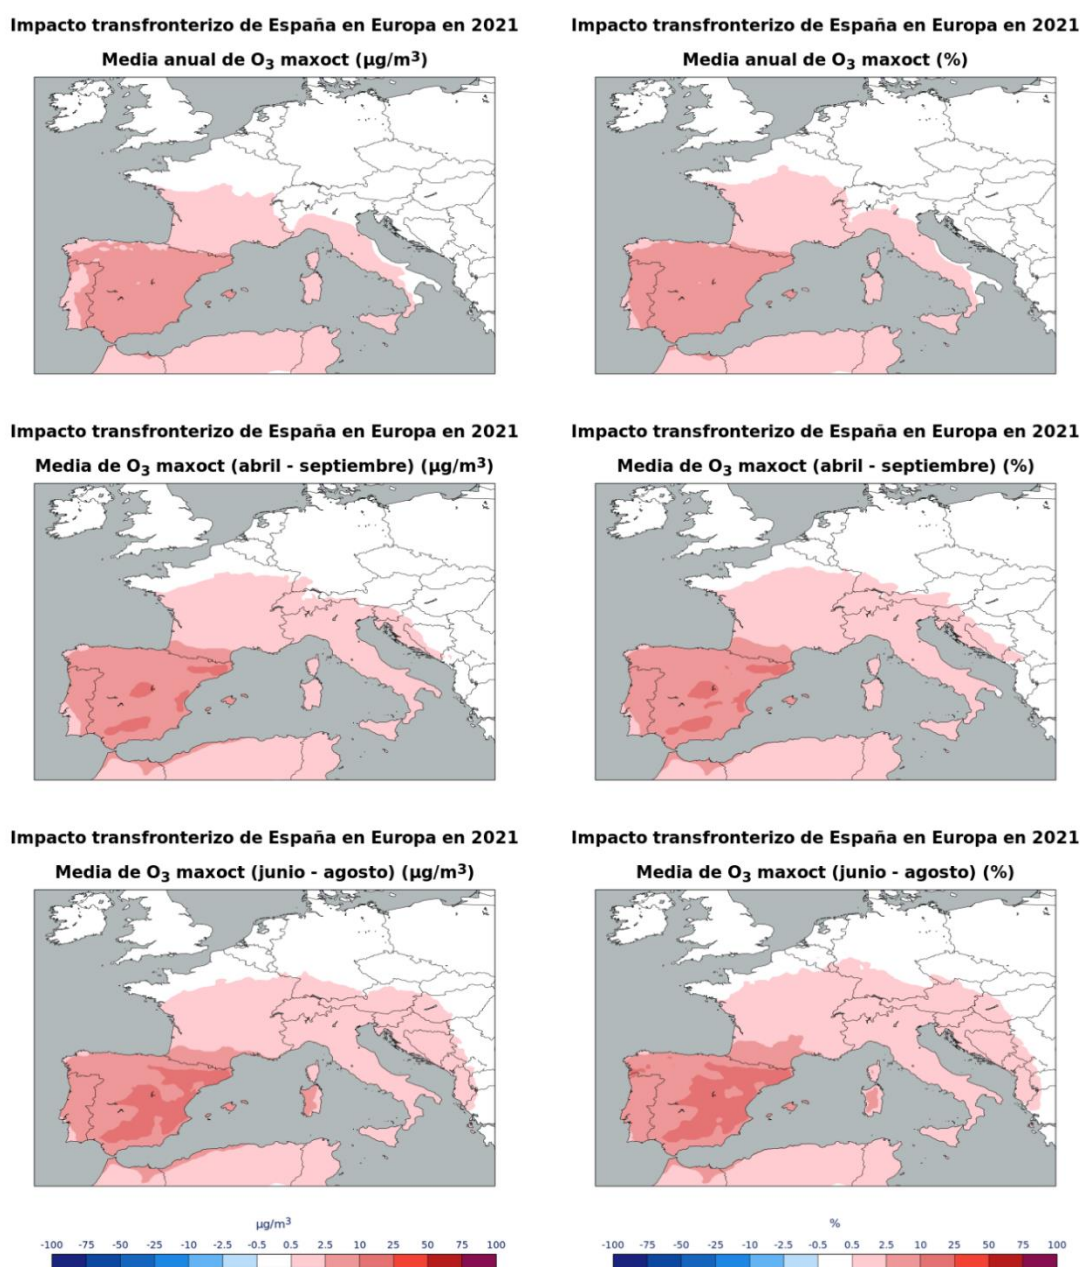 Impacto transfronterizo de España en Europa en 2021
Media anual de O3 maxoct (µg/m³)
Impacto transfronterizo de España en Europa en 2021
Media anual de O3 maxoct (%)
Impacto transfronterizo de España en Europa en 2021
Media de O3 maxoct (abril - septiembre) (µg/m³)
Impacto transfronterizo de España en Europa en 2021
Media de O3 maxoct (abril - septiembre) (%)
Impacto transfronterizo de España en Europa en 2021
Media de O3 maxoct (junio - agosto) (µg/m³)
Impacto transfronterizo de España en Europa en 2021
Media de O3 maxoct (junio - agosto) (%)
µg/m³
-100 -75 -50 -25 -10 -2.5 -0.5 0.5 2.5 10 25 50 75 100
%
-100 -75 -50 -25 -10 -2.5 -0.5 0.5 2.5 10 25 50 75 100